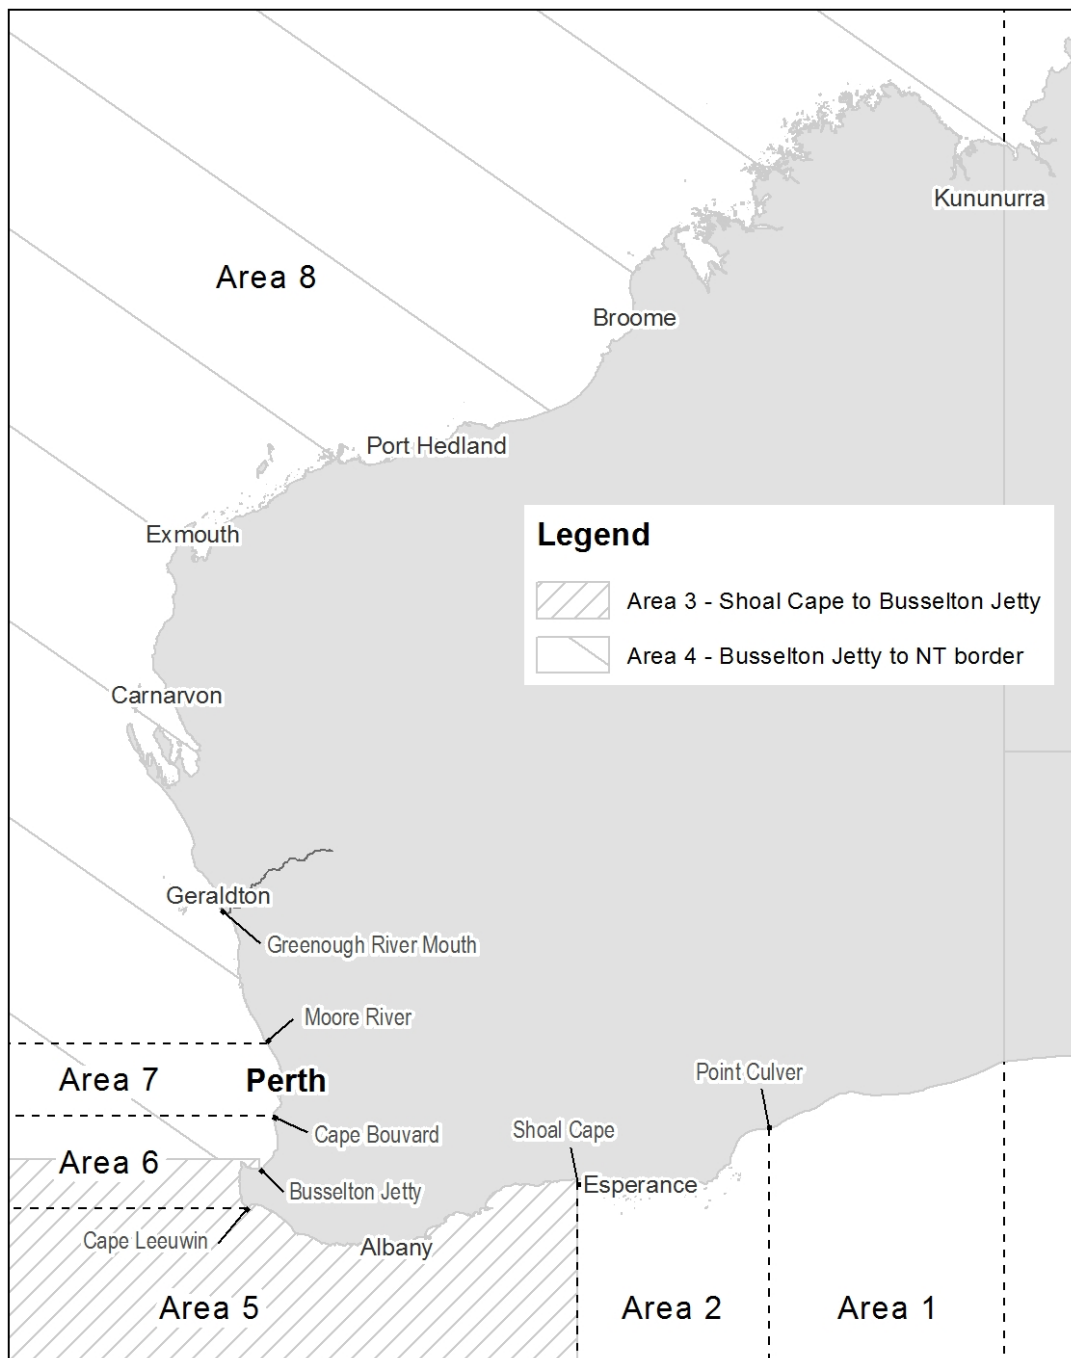 Kununurra
Area 8
Broome
Port Hedland
Exmouth
Legend
Area 3 - Shoal Cape to Busselton Jetty
Area 4 - Busselton Jetty to NT border
Carnarvon
Geraldton
Greenough River Mouth
Moore River
Area 7
Perth
Point Culver
Cape Bouvard
Shoal Cape
Area 6
Busselton Jetty
Esperance
Cape Leeuwin
Albany
Area 5
Area 2
Area 1